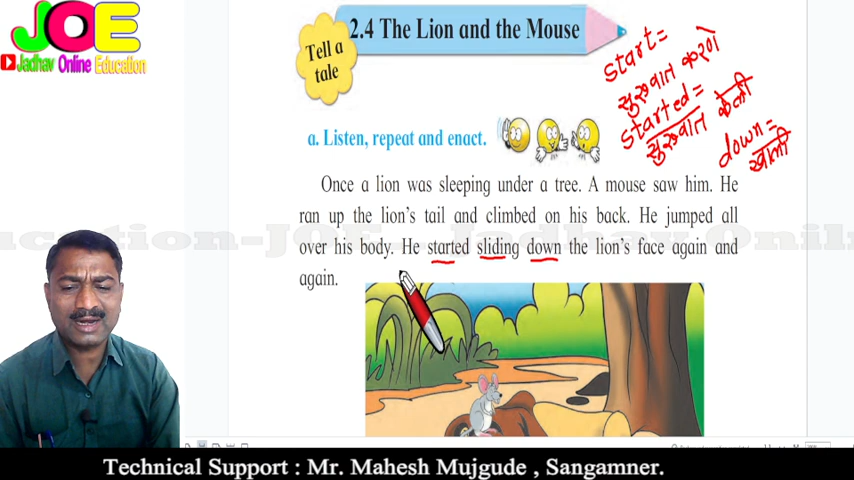 JOE
Jadhav Online Education
Tell a
tale
2.4 The Lion and the Mouse
start=
सुरुवात करणे
started=
सुरुवात केली
down=
खाली
a. Listen, repeat and enact.
Once a lion was sleeping under a tree. A mouse saw him. He
ran up the lion's tail and climbed on his back. He jumped all
over his body. He started sliding down the lion's face again and
again.
Technical Support : Mr. Mahesh Mujgude , Sangamner.